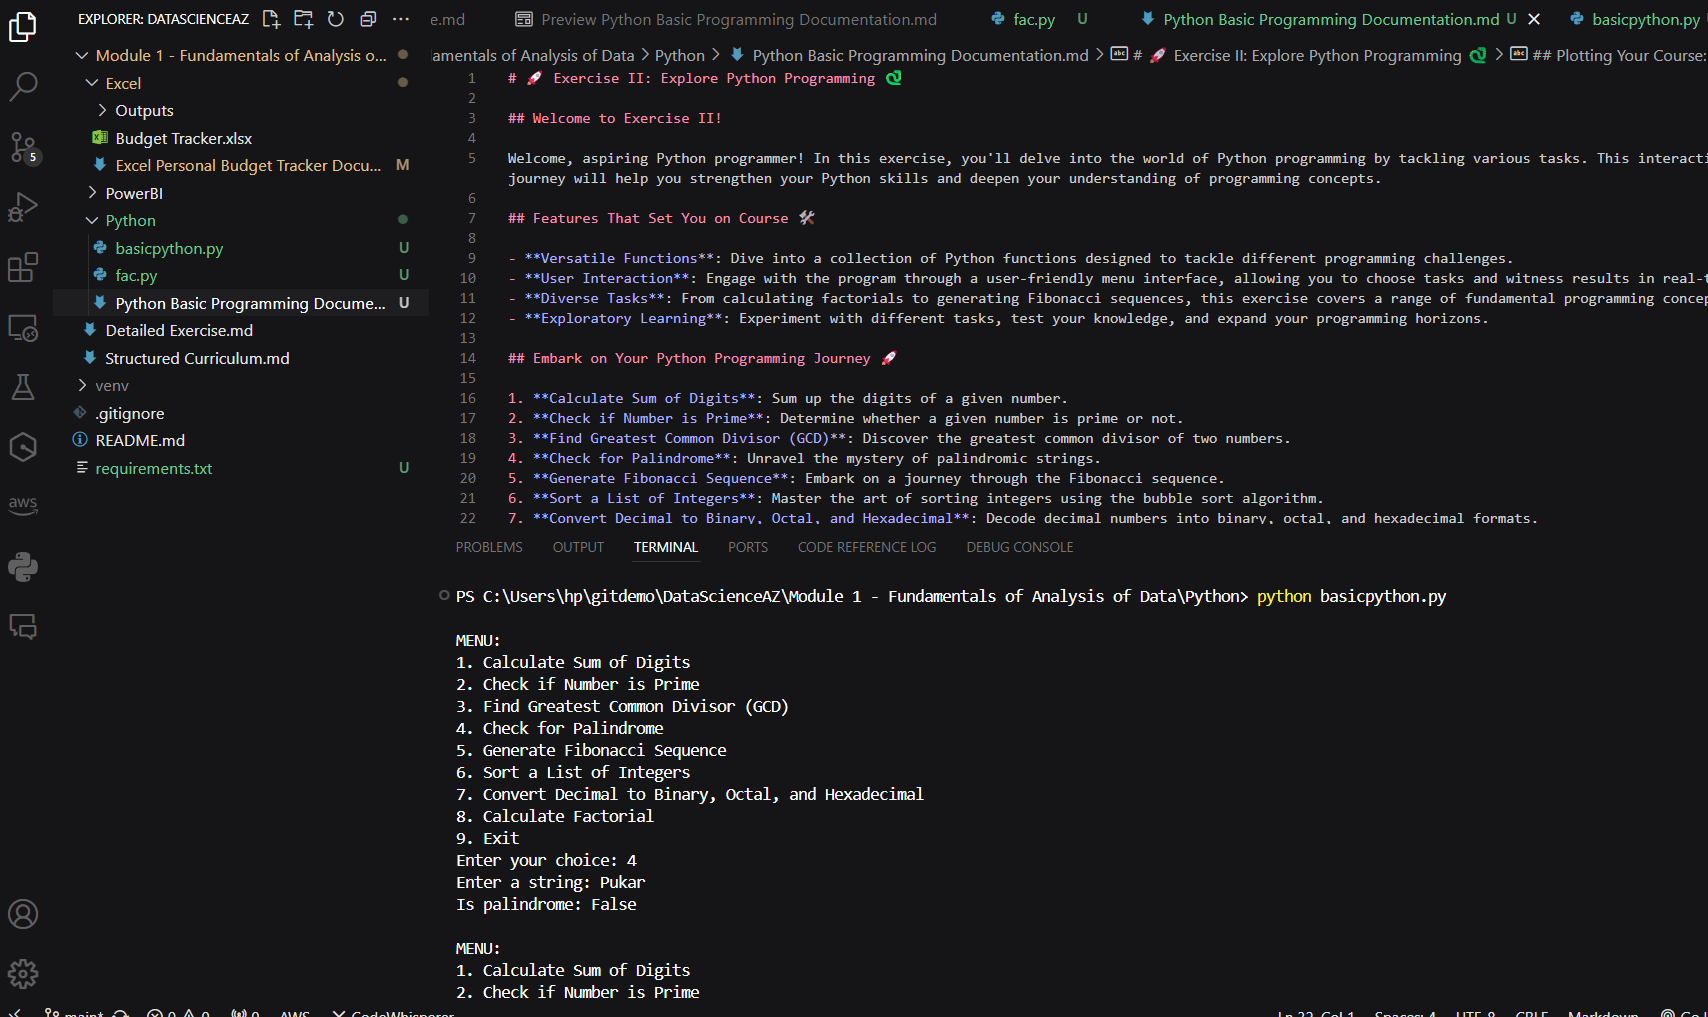 EXPLORER: DATASCIENCEAZ
Module 1 - Fundamentals of Analysis o...
Excel
Outputs
Budget Tracker.xlsx
Excel Personal Budget Tracker Docu... M
PowerBI
Python
basicpython.py U
fac.py U
Python Basic Programming Docume... U
Detailed Exercise.md
Structured Curriculum.md
venv
.gitignore
README.md
requirements.txt U
5
aws
e.md Preview Python Basic Programming Documentation.md fac.py U Python Basic Programming Documentation.md U basicpython.py
amentals of Analysis of Data > Python > Python Basic Programming Documentation.md > # 🚀 Exercise II: Explore Python Programming > ## Plotting Your Course:
1 # 🚀 Exercise II: Explore Python Programming
2
3 ## Welcome to Exercise II!
4
5 Welcome, aspiring Python programmer! In this exercise, you'll delve into the world of Python programming by tackling various tasks. This interacti
journey will help you strengthen your Python skills and deepen your understanding of programming concepts.
6
7 ## Features That Set You on Course 🛠️
8
9 - **Versatile Functions**: Dive into a collection of Python functions designed to tackle different programming challenges.
10 - **User Interaction**: Engage with the program through a user-friendly menu interface, allowing you to choose tasks and witness results in real-t
11 - **Diverse Tasks**: From calculating factorials to generating Fibonacci sequences, this exercise covers a range of fundamental programming concep
12 - **Exploratory Learning**: Experiment with different tasks, test your knowledge, and expand your programming horizons.
13
14 ## Embark on Your Python Programming Journey 🚀
15
16 1. **Calculate Sum of Digits**: Sum up the digits of a given number.
17 2. **Check if Number is Prime**: Determine whether a given number is prime or not.
18 3. **Find Greatest Common Divisor (GCD)**: Discover the greatest common divisor of two numbers.
19 4. **Check for Palindrome**: Unravel the mystery of palindromic strings.
20 5. **Generate Fibonacci Sequence**: Embark on a journey through the Fibonacci sequence.
21 6. **Sort a List of Integers**: Master the art of sorting integers using the bubble sort algorithm.
22 7. **Convert Decimal to Binary, Octal, and Hexadecimal**: Decode decimal numbers into binary, octal, and hexadecimal formats.
PROBLEMS OUTPUT TERMINAL PORTS CODE REFERENCE LOG DEBUG CONSOLE
PS C:\Users\hp\gitdemo\DataScienceAZ\Module 1 - Fundamentals of Analysis of Data\Python> python basicpython.py
MENU:
1. Calculate Sum of Digits
2. Check if Number is Prime
3. Find Greatest Common Divisor (GCD)
4. Check for Palindrome
5. Generate Fibonacci Sequence
6. Sort a List of Integers
7. Convert Decimal to Binary, Octal, and Hexadecimal
8. Calculate Factorial
9. Exit
Enter your choice: 4
Enter a string: Pukar
Is palindrome: False
MENU:
1. Calculate Sum of Digits
2. Check if Number is Prime
main* 0 0 0 AWS CodeWhisperer Ln 22, Col 1 Spaces: 4 UTF-8 CRLF Markdown Go